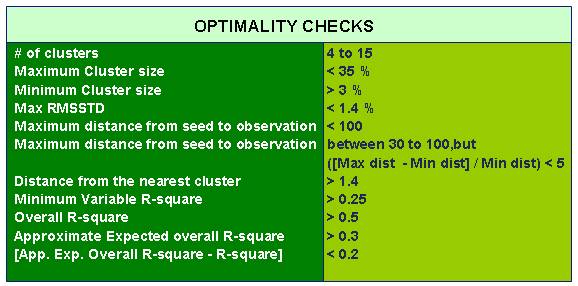 OPTIMALITY CHECKS
# of clusters 4 to 15
Maximum Cluster size < 35 %
Minimum Cluster size > 3 %
Max RMSSTD < 1.4 %
Maximum distance from seed to observation < 100
Maximum distance from seed to observation between 30 to 100,but
([Max dist - Min dist] / Min dist) < 5
Distance from the nearest cluster > 1.4
Minimum Variable R-square > 0.25
Overall R-square > 0.5
Approximate Expected overall R-square > 0.3
[App. Exp. Overall R-square - R-square] < 0.2